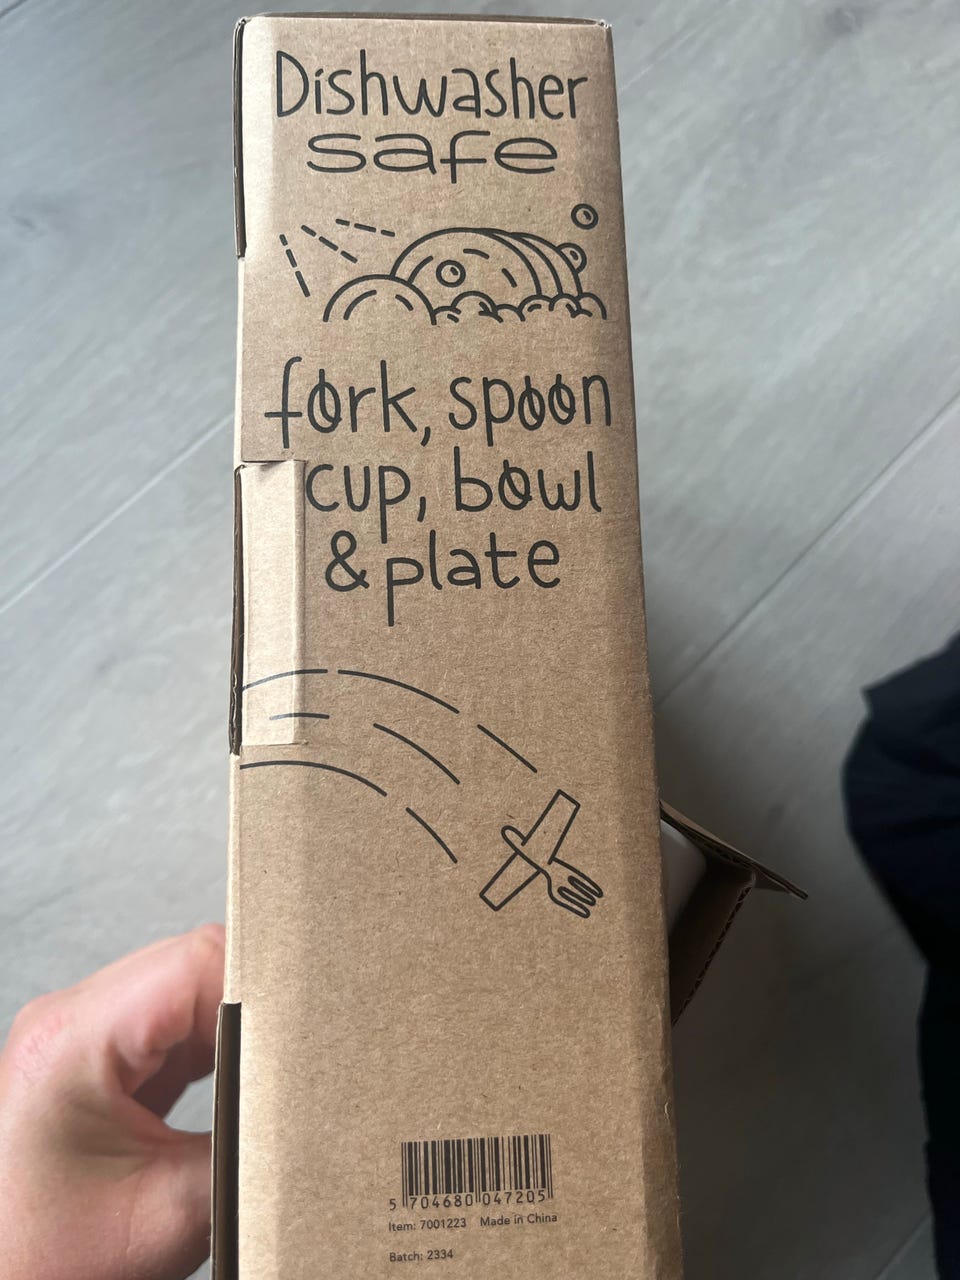 Dishwasher
safe
fork, spoon
cup, bowl
& plate
5 704680 047205
Item: 7001223 Made in China
Batch: 2334